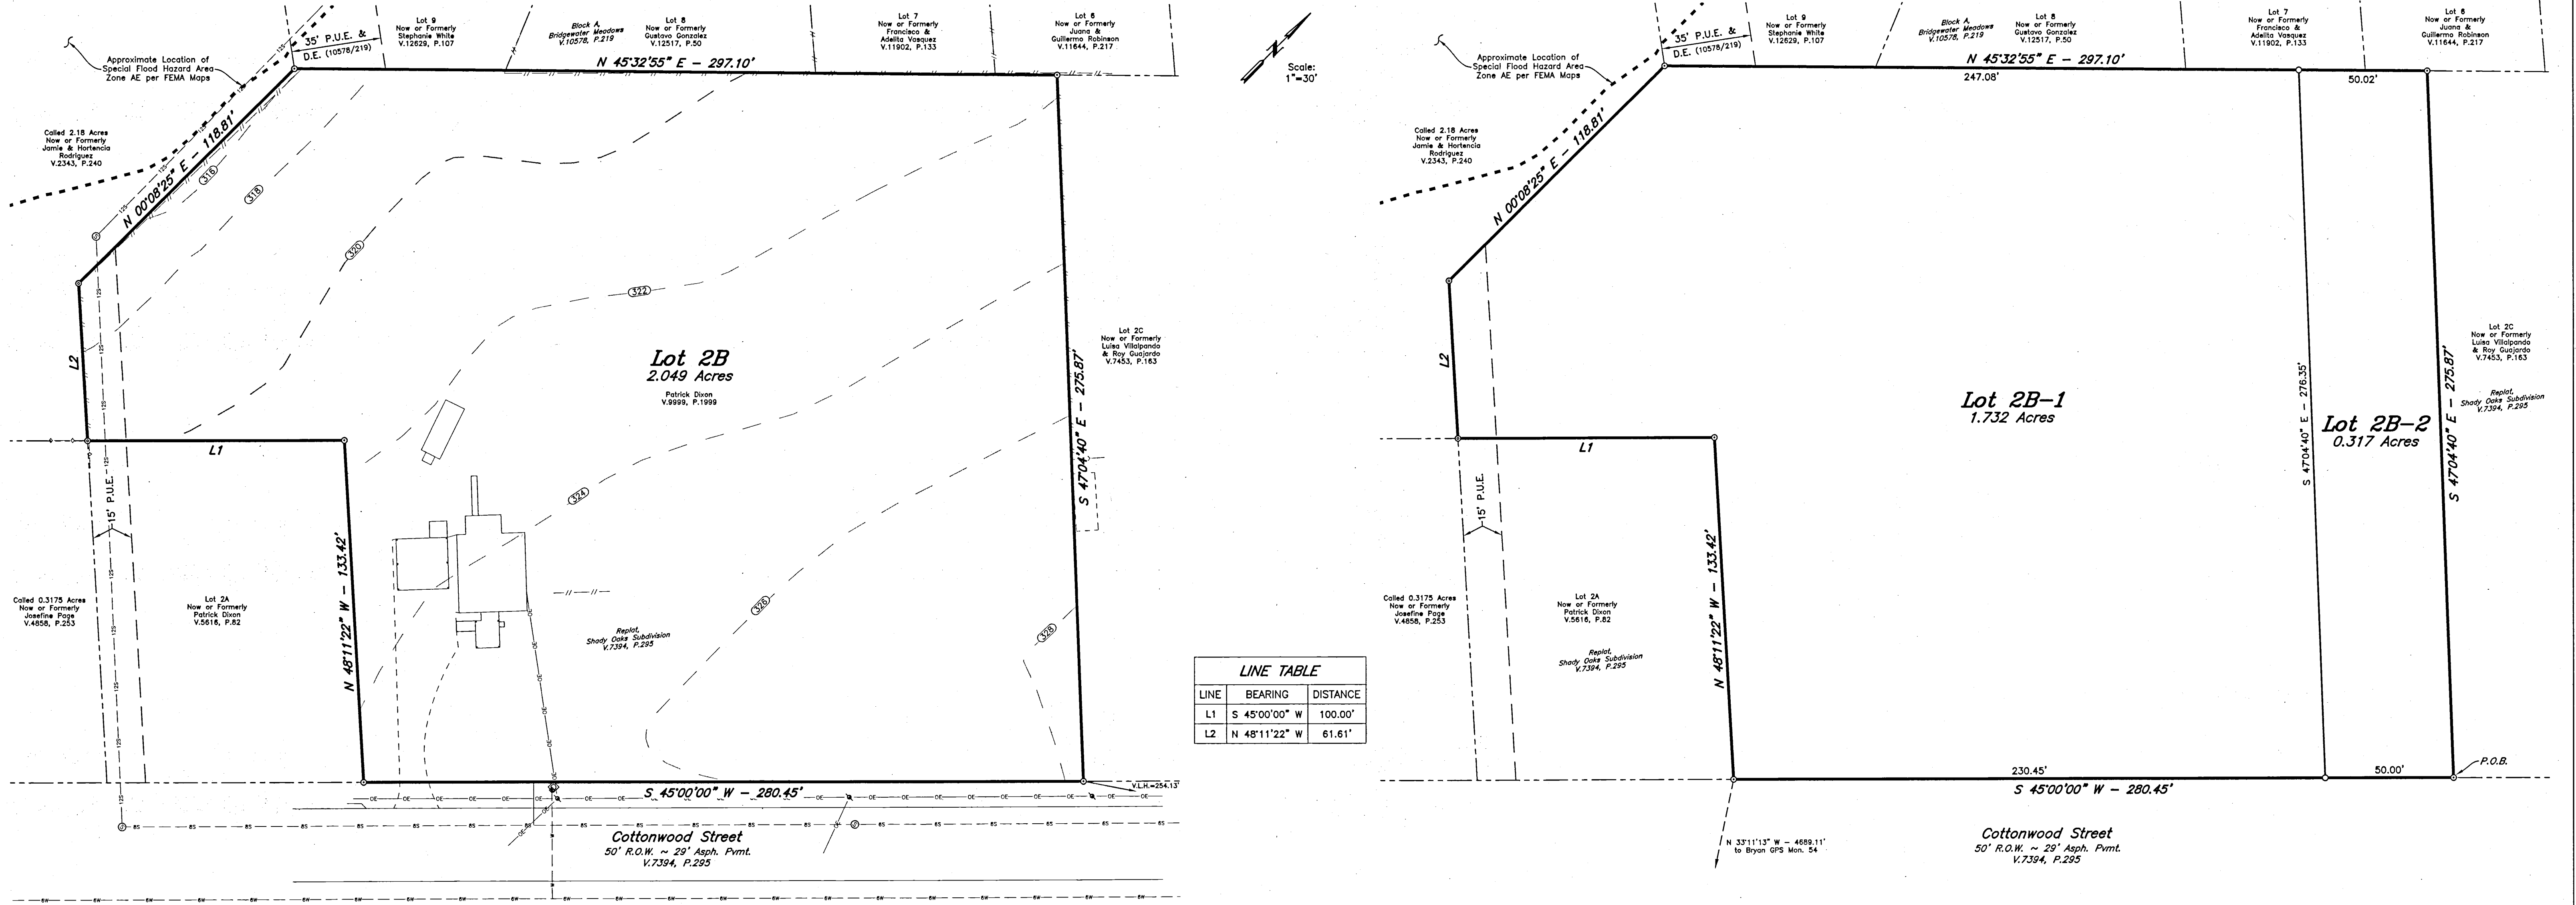 Lot 9
Now or Formerly
Stephanie White
V.12629, P.107
Block A,
Bridgewater Meadows
V.10578, P.219
Lot 8
Now or Formerly
Gustavo Gonzalez
V.12517, P.50
Lot 7
Now or Formerly
Francisco &
Adelita Vasquez
V.11902, P.133
Lot 6
Now or Formerly
Juana &
Guillermo Robinson
V.11644, P.217
35' P.U.E. &
D.E. (10578/219)
Approximate Location of
Special Flood Hazard Area
Zone AE per FEMA Maps
N 45°32'55" E - 297.10'
Called 2.18 Acres
Now or Formerly
Jamie & Hortencia
Rodriguez
V.2343, P.240
N 00°08'25" E - 118.81'
316
318
320
322
324
326
328
L2
L1
Lot 2B
2.049 Acres
Patrick Dixon
V.9999, P.1999
Lot 2C
Now or Formerly
Luisa Villalpando
& Roy Guajardo
V.7453, P.163
S 47°04'40" E - 275.87'
15' P.U.E.
N 48°11'22" W - 133.42'
Called 0.3175 Acres
Now or Formerly
Josefine Page
V.4858, P.253
Lot 2A
Now or Formerly
Patrick Dixon
V.5616, P.82
Replat,
Shady Oaks Subdivision
V.7394, P.295
S 45°00'00" W - 280.45'
V.L.H.=254.13'
Cottonwood Street
50' R.O.W. ~ 29' Asph. Pvmt.
V.7394, P.295
Scale:
1"=30'
LINE TABLE
LINE BEARING DISTANCE
L1 S 45°00'00" W 100.00'
L2 N 48°11'22" W 61.61'
Lot 9
Now or Formerly
Stephanie White
V.12629, P.107
Block A,
Bridgewater Meadows
V.10578, P.219
Lot 8
Now or Formerly
Gustavo Gonzalez
V.12517, P.50
Lot 7
Now or Formerly
Francisco &
Adelita Vasquez
V.11902, P.133
Lot 6
Now or Formerly
Juana &
Guillermo Robinson
V.11644, P.217
35' P.U.E. &
D.E. (10578/219)
Approximate Location of
Special Flood Hazard Area
Zone AE per FEMA Maps
N 45°32'55" E - 297.10'
247.08'
50.02'
Called 2.18 Acres
Now or Formerly
Jamie & Hortencia
Rodriguez
V.2343, P.240
N 00°08'25" E - 118.81'
L2
L1
Lot 2B-1
1.732 Acres
S 47°04'40" E - 276.35'
Lot 2B-2
0.317 Acres
S 47°04'40" E - 275.87'
Lot 2C
Now or Formerly
Luisa Villalpando
& Roy Guajardo
V.7453, P.163
Replat,
Shady Oaks Subdivision
V.7394, P.295
15' P.U.E.
N 48°11'22" W - 133.42'
Called 0.3175 Acres
Now or Formerly
Josefine Page
V.4858, P.253
Lot 2A
Now or Formerly
Patrick Dixon
V.5616, P.82
Replat,
Shady Oaks Subdivision
V.7394, P.295
230.45'
50.00'
P.O.B.
S 45°00'00" W - 280.45'
N 33°11'13" W - 4689.11'
to Bryan GPS Mon. 54
Cottonwood Street
50' R.O.W. ~ 29' Asph. Pvmt.
V.7394, P.295